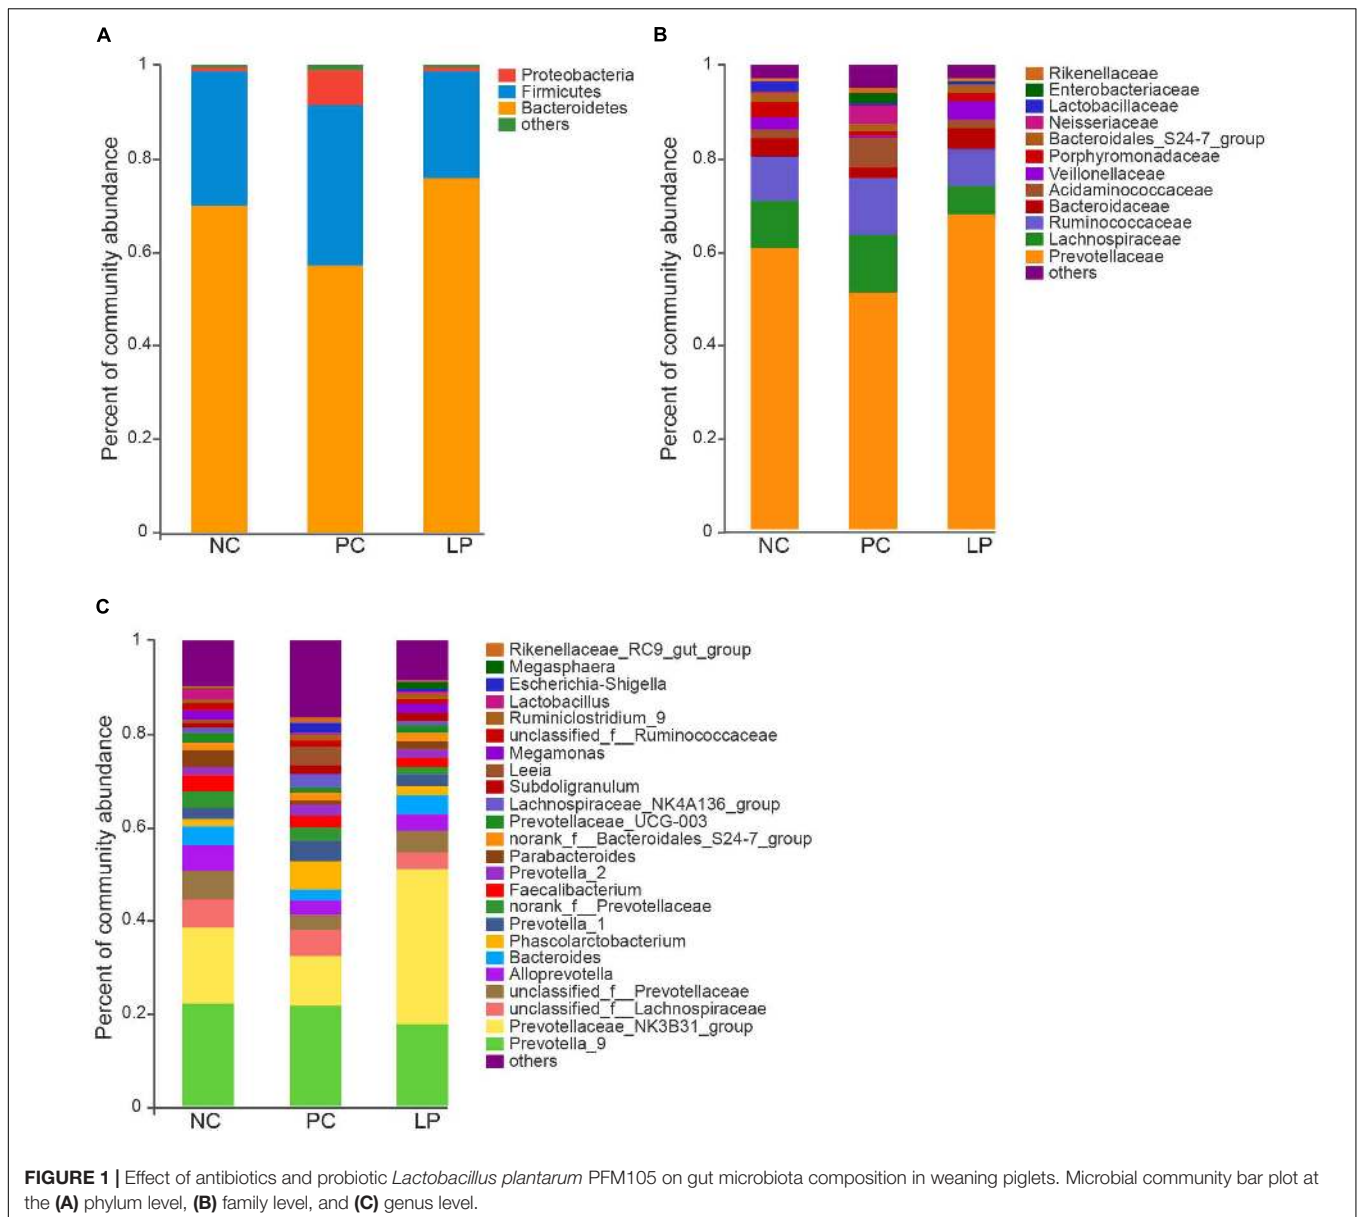 A
Percent of community abundance
1
0.8
0.6
0.4
0.2
0
NC PC LP
Proteobacteria
Firmicutes
Bacteroidetes
others
B
Percent of community abundance
1
0.8
0.6
0.4
0.2
0
NC PC LP
Rikenellaceae
Enterobacteriaceae
Lactobacillaceae
Neisseriaceae
Bacteroidales_S24-7_group
Porphyromonadaceae
Veillonellaceae
Acidaminococcaceae
Bacteroidaceae
Ruminococcaceae
Lachnospiraceae
Prevotellaceae
others
C
Percent of community abundance
1
0.8
0.6
0.4
0.2
0
NC PC LP
Rikenellaceae_RC9_gut_group
Megasphaera
Escherichia-Shigella
Lactobacillus
Ruminiclostridium_9
unclassified_f__Ruminococcaceae
Megamonas
Leeia
Subdoligranulum
Lachnospiraceae_NK4A136_group
Prevotellaceae_UCG-003
norank_f__Bacteroidales_S24-7_group
Parabacteroides
Prevotella_2
Faecalibacterium
norank_f__Prevotellaceae
Prevotella_1
Phascolarctobacterium
Bacteroides
Alloprevotella
unclassified_f__Prevotellaceae
unclassified_f__Lachnospiraceae
Prevotellaceae_NK3B31_group
Prevotella_9
others
FIGURE 1 | Effect of antibiotics and probiotic Lactobacillus plantarum PFM105 on gut microbiota composition in weaning piglets. Microbial community bar plot at
the (A) phylum level, (B) family level, and (C) genus level.